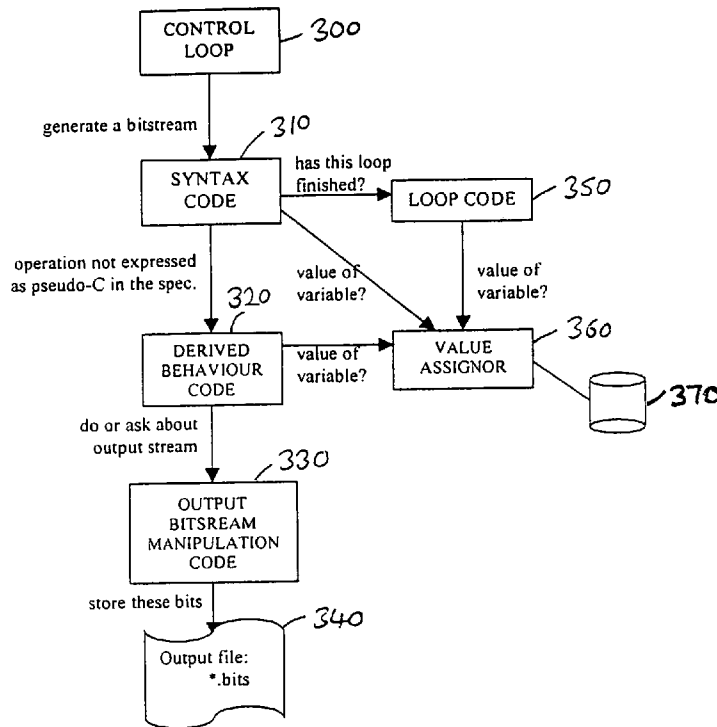 CONTROL
LOOP
300
generate a bitstream
310
SYNTAX
CODE
has this loop
finished?
LOOP CODE
350
operation not expressed
as pseudo-C in the spec.
value of
variable?
value of
variable?
320
DERIVED
BEHAVIOUR
CODE
value of
variable?
VALUE
ASSIGNOR
360
370
do or ask about
output stream
330
OUTPUT
BITSREAM
MANIPULATION
CODE
store these bits
340
Output file:
*.bits